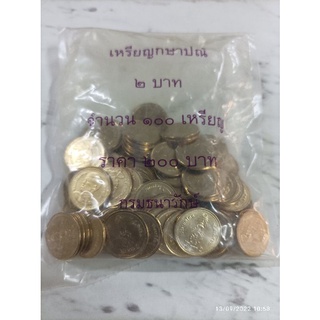 เหรียญกษาปณ์
๒ บาท
จำนวน ๑๐๐ เหรียญ
ราคา ๒๐๐ บาท
กรมธนารักษ์